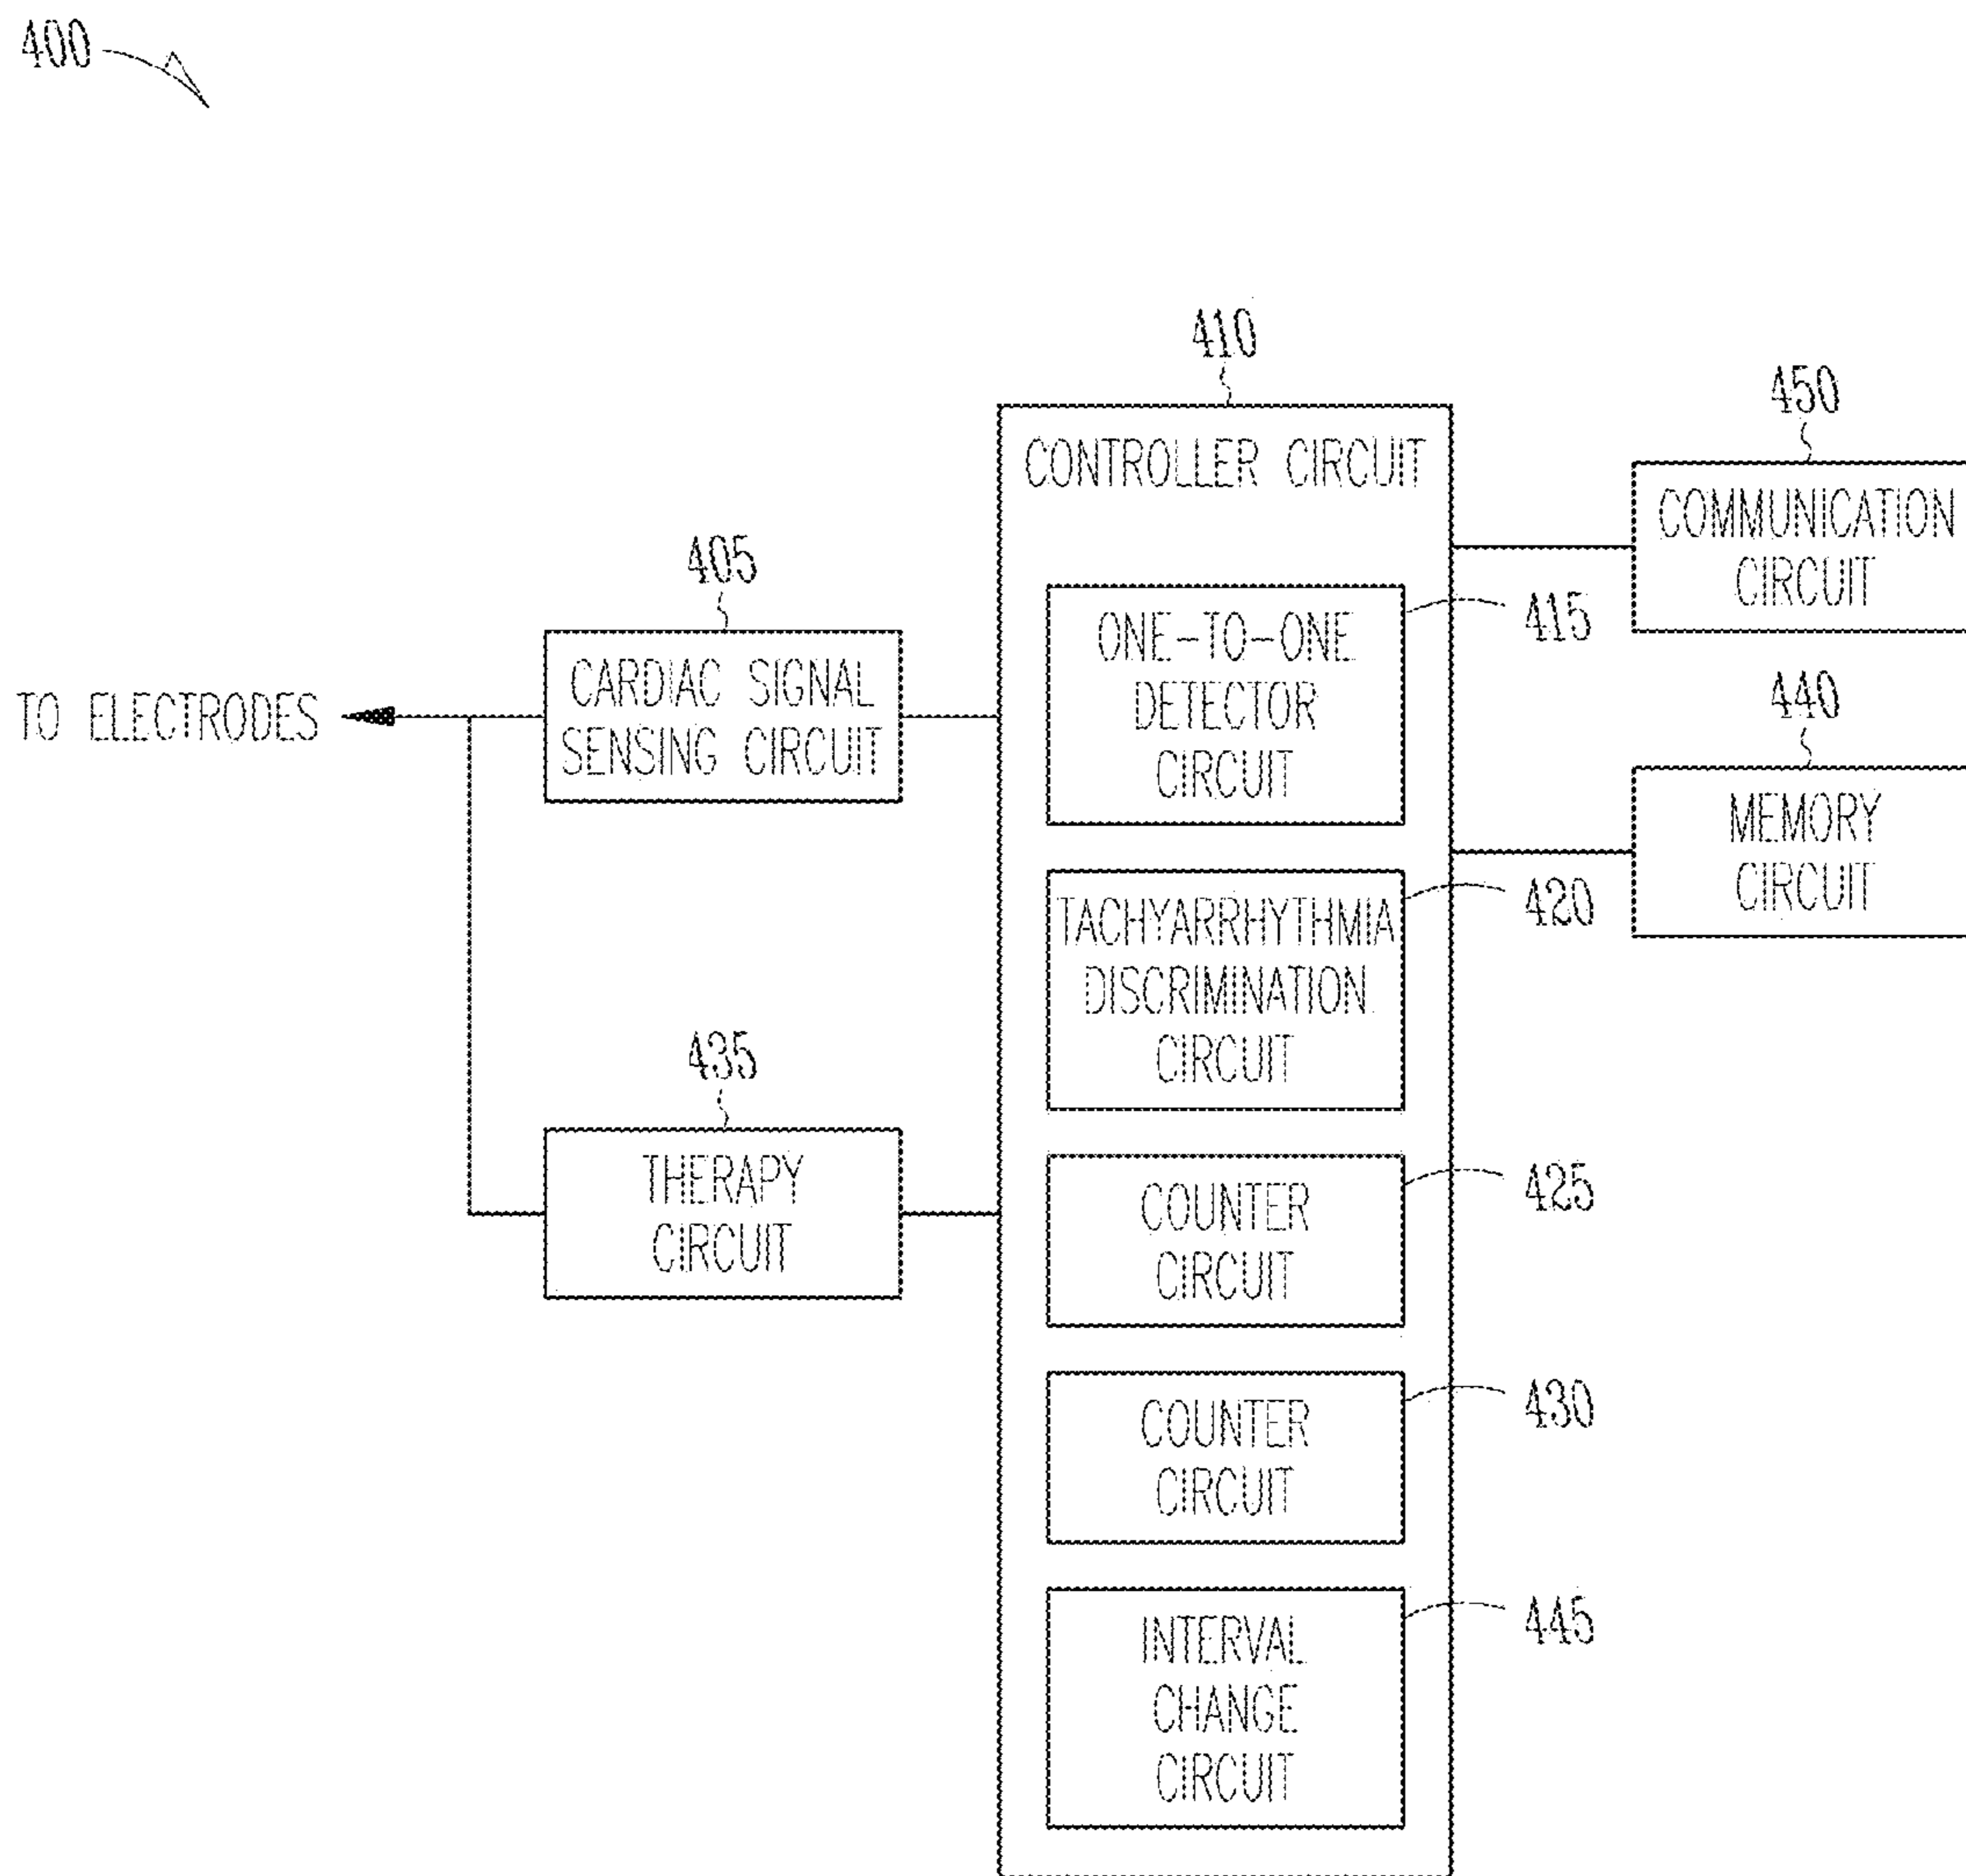 400
410
CONTROLLER CIRCUIT
450
COMMUNICATION
CIRCUIT
405
CARDIAC SIGNAL
SENSING CIRCUIT
TO ELECTRODES
415
ONE-TO-ONE
DETECTOR
CIRCUIT
440
MEMORY
CIRCUIT
420
TACHYARRHYTHMIA
DISCRIMINATION
CIRCUIT
435
THERAPY
CIRCUIT
425
COUNTER
CIRCUIT
430
COUNTER
CIRCUIT
445
INTERVAL
CHANGE
CIRCUIT